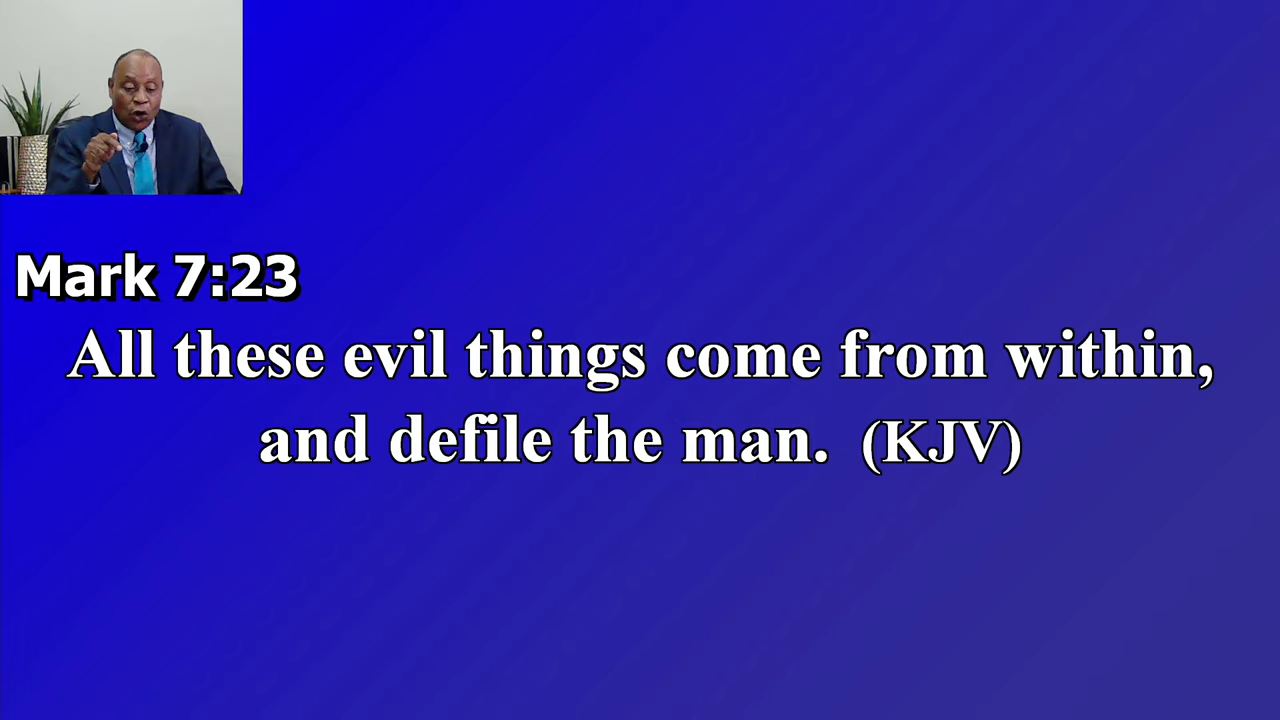 Mark 7:23
All these evil things come from within,
and defile the man. (KJV)